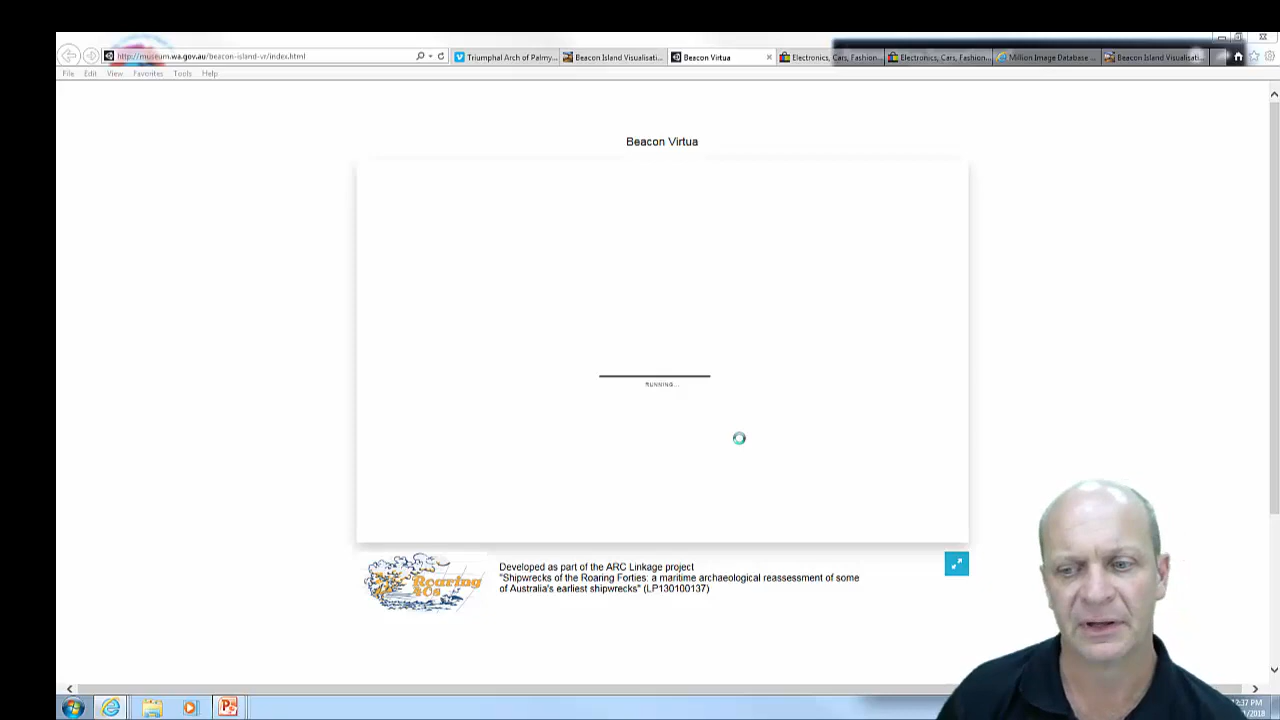 http://museum.wa.gov.au/beacon-island-vr/index.html
Triumphal Arch of Palmy...
Beacon Island Visualisati...
Beacon Virtua
Electronics, Cars, Fashion...
Electronics, Cars, Fashion...
Million Image Database ...
Beacon Island Visualisati...
File Edit View Favorites Tools Help
Beacon Virtua
RUNNING...
Roaring
40s
Developed as part of the ARC Linkage project
"Shipwrecks of the Roaring Forties: a maritime archaeological reassessment of some
of Australia's earliest shipwrecks" (LP130100137)